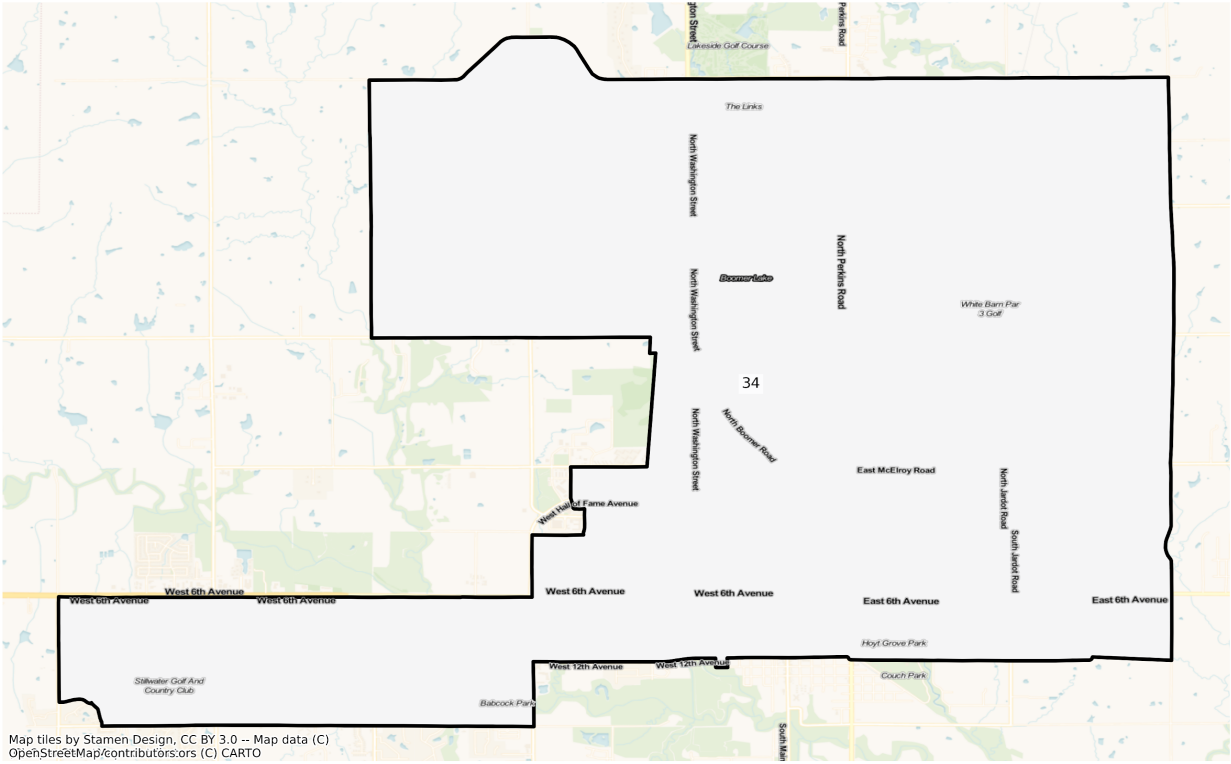 gton Street
Perkins Road
Lakeside Golf Course
The Links
North Washington Street
North Perkins Road
North Washington Street
Boomer Lake
White Barn Par
3 Golf
34
North Washington Street
North Boomer Road
East McElroy Road
North Jardot Road
West Hall of Fame Avenue
South Jardot Road
West 6th Avenue
West 6th Avenue
West 6th Avenue
West 6th Avenue
West 6th Avenue
East 6th Avenue
East 6th Avenue
Hoyt Grove Park
West 12th Avenue
West 12th Avenue
Couch Park
Stillwater Golf And
Country Club
Babcock Park
South Main
Map tiles by Stamen Design, CC BY 3.0 -- Map data (C)
OpenStreetMap contributors (C) CARTO